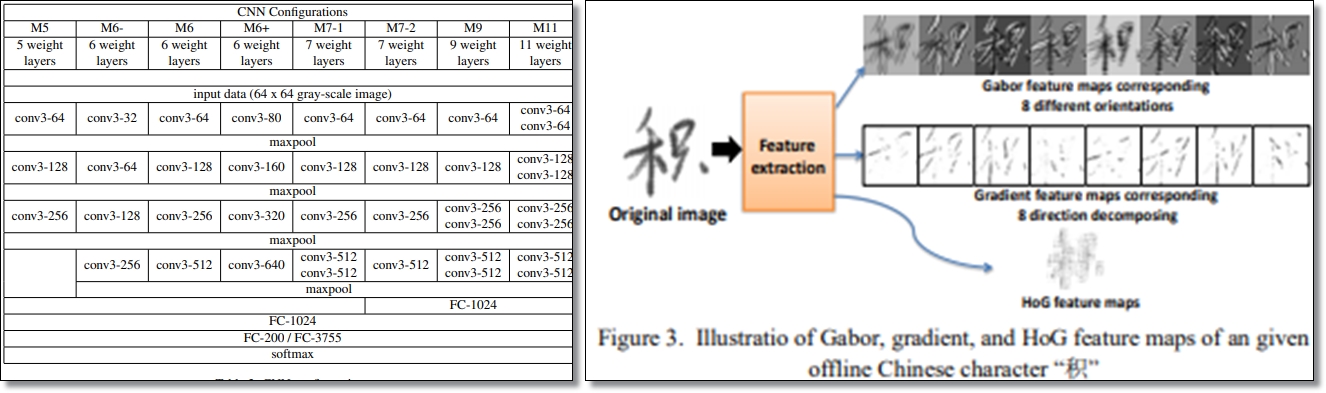 CNN Configurations
M5 M6- M6 M6+ M7-1 M7-2 M9 M11
5 weight 6 weight 6 weight 6 weight 7 weight 7 weight 9 weight 11 weight
layers layers layers layers layers layers layers layers
input data (64 x 64 gray-scale image)
conv3-64 conv3-32 conv3-64 conv3-80 conv3-64 conv3-64 conv3-64 conv3-64
conv3-64
maxpool
conv3-128 conv3-64 conv3-128 conv3-160 conv3-128 conv3-128 conv3-128 conv3-128
conv3-128
maxpool
conv3-256 conv3-128 conv3-256 conv3-320 conv3-256 conv3-256 conv3-256 conv3-256
conv3-256 conv3-256
maxpool
conv3-256 conv3-512 conv3-640 conv3-512 conv3-512 conv3-512 conv3-512
conv3-512 conv3-512 conv3-512
maxpool
FC-1024
FC-1024
FC-200 / FC-3755
softmax
Gabor feature maps corresponding
8 different orientations
积
Feature
extraction
Original image
Gradient feature maps corresponding
8 direction decomposing
HoG feature maps
Figure 3. Illustratio of Gabor, gradient, and HoG feature maps of an given
offline Chinese character “积”